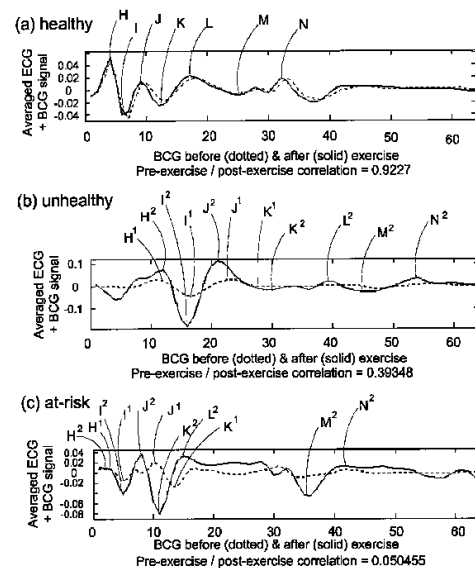 H
I J K L M N
(a) healthy
Averaged ECG
+ BCG signal
0.04
0.02
0
-0.02
-0.04
0 10 20 30 40 50 60
BCG before (dotted) & after (solid) exercise
Pre-exercise / post-exercise correlation = 0.9227
(b) unhealthy
H¹ H² I² I¹ J² J¹ K¹ K² L² M² N²
Averaged ECG
+ BCG signal
0.1
0
-0.1
0 10 20 30 40 50 60
BCG before (dotted) & after (solid) exercise
Pre-exercise / post-exercise correlation = 0.39348
(c) at-risk
H² H¹ I² I¹ J² J¹ K² L² K¹ M² N²
Averaged ECG
+ BCG signal
0.04
0.02
0
-0.04
-0.06
-0.08
0 10 20 30 40 50 60
BCG before (dotted) & after (solid) exercise
Pre-exercise / post-exercise correlation = 0.050455